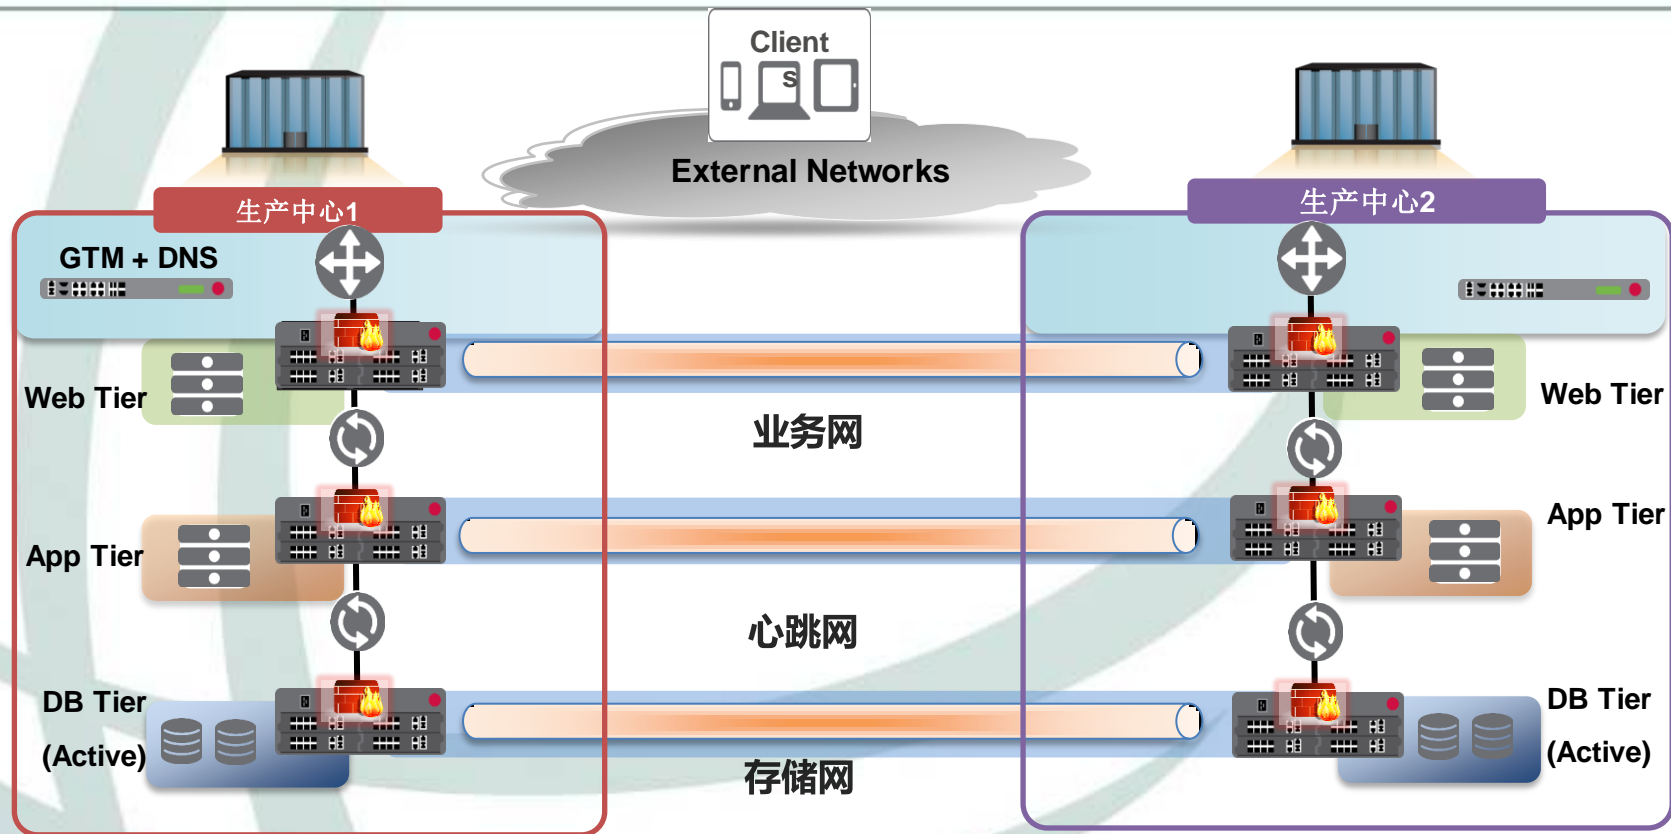 Client
s
External Networks
生产中心1
生产中心2
GTM + DNS
Web Tier
Web Tier
业务网
App Tier
App Tier
心跳网
DB Tier
(Active)
DB Tier
(Active)
存储网